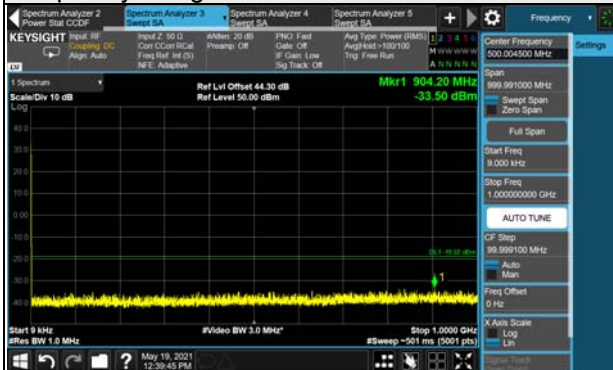 Spectrum Analyzer 2
Power Stat CCDF
Spectrum Analyzer 3
Swept SA
Spectrum Analyzer 4
Swept SA
Spectrum Analyzer 5
Swept SA
Frequency
KEYSIGHT
Input: RF
Coupling: DC
Align: Auto
Input Z: 50 Ω
Corr CCorr RCal
Freq Ref: Int (S)
NFE: Adaptive
#Atten: 20 dB
Preamp: Off
PNO: Fast
Gate: Off
IF Gain: Low
Sig Track: Off
Avg Type: Power (RMS)
Avg|Hold:>100/100
Trig: Free Run
1 2 3 4 5 6
M W W W W W
A N N N N N
Center Frequency
500.004500 MHz
Settings
Span
999.991000 MHz
Swept Span
Zero Span
Full Span
Start Freq
9.000 kHz
Stop Freq
1.000000000 GHz
AUTO TUNE
CF Step
99.999100 MHz
Auto
Man
Freq Offset
0 Hz
X Axis Scale
Log
Lin
Signal Track
1 Spectrum
Scale/Div 10 dB
Log
Ref Lvl Offset 44.30 dB
Ref Level 50.00 dBm
Mkr1 904.20 MHz
-33.50 dBm
40.0
30.0
20.0
10.0
0.00
-10.0
-20.0
-30.0
-40.0
DL1 -19.02 dBm
1
Start 9 kHz
#Res BW 1.0 MHz
#Video BW 3.0 MHz*
Stop 1.0000 GHz
#Sweep ~501 ms (5001 pts)
May 19, 2021
12:39:45 PM